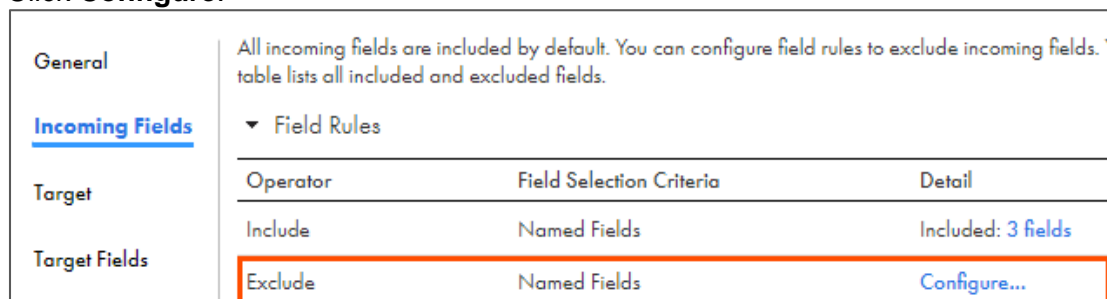 Click Configure.
General
All incoming fields are included by default. You can configure field rules to exclude incoming fields.
table lists all included and excluded fields.
Incoming Fields
Field Rules
Target
Operator Field Selection Criteria Detail
Include Named Fields Included: 3 fields
Target Fields
Exclude Named Fields Configure...